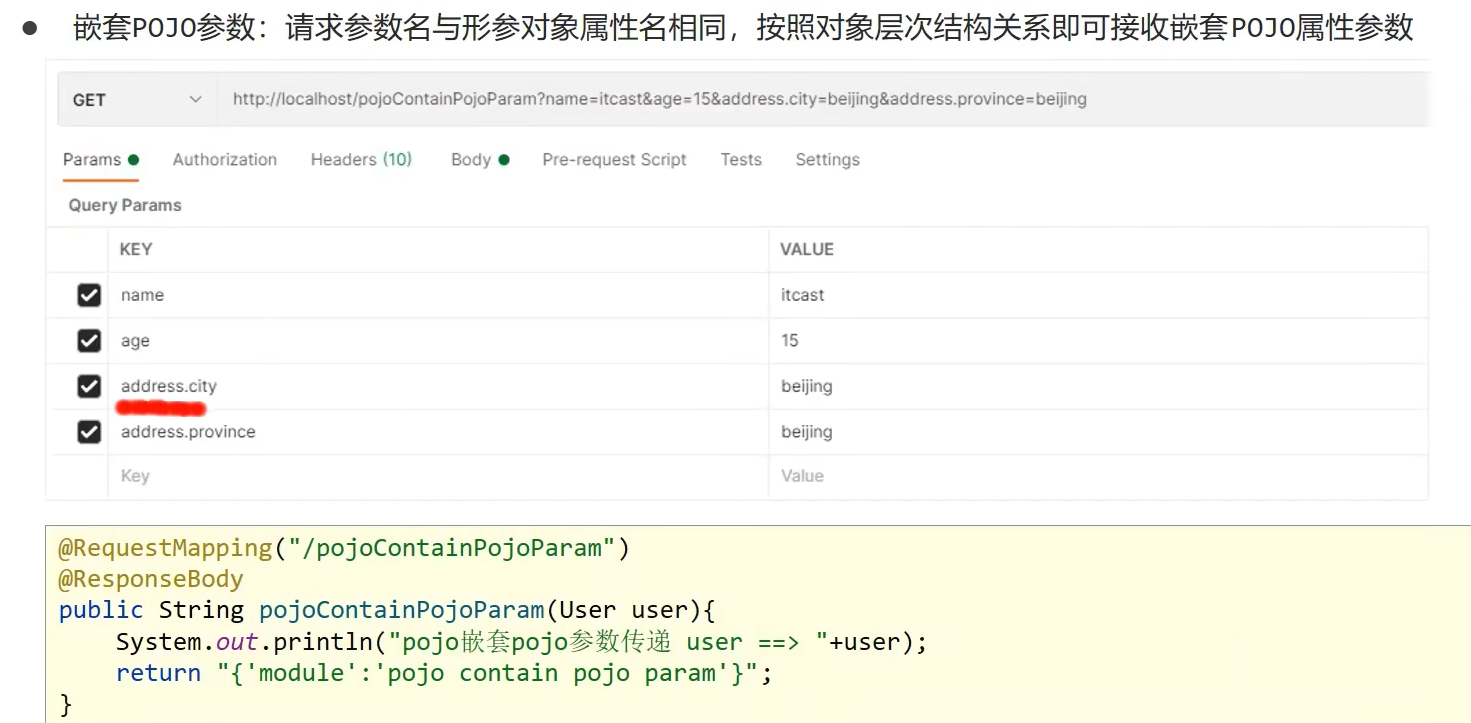 ● 嵌套POJO参数：请求参数名与形参对象属性名相同，按照对象层次结构关系即可接收嵌套POJO属性参数
GET http://localhost/pojoContainPojoParam?name=itcast&age=15&address.city=beijing&address.province=beijing
Params Authorization Headers (10) Body Pre-request Script Tests Settings
Query Params
KEY VALUE
name itcast
age 15
address.city beijing
address.province beijing
Key Value
@RequestMapping("/pojoContainPojoParam")
@ResponseBody
public String pojoContainPojoParam(User user){
    System.out.println("pojo嵌套pojo参数传递 user ==> "+user);
    return "{'module':'pojo contain pojo param'}";
}